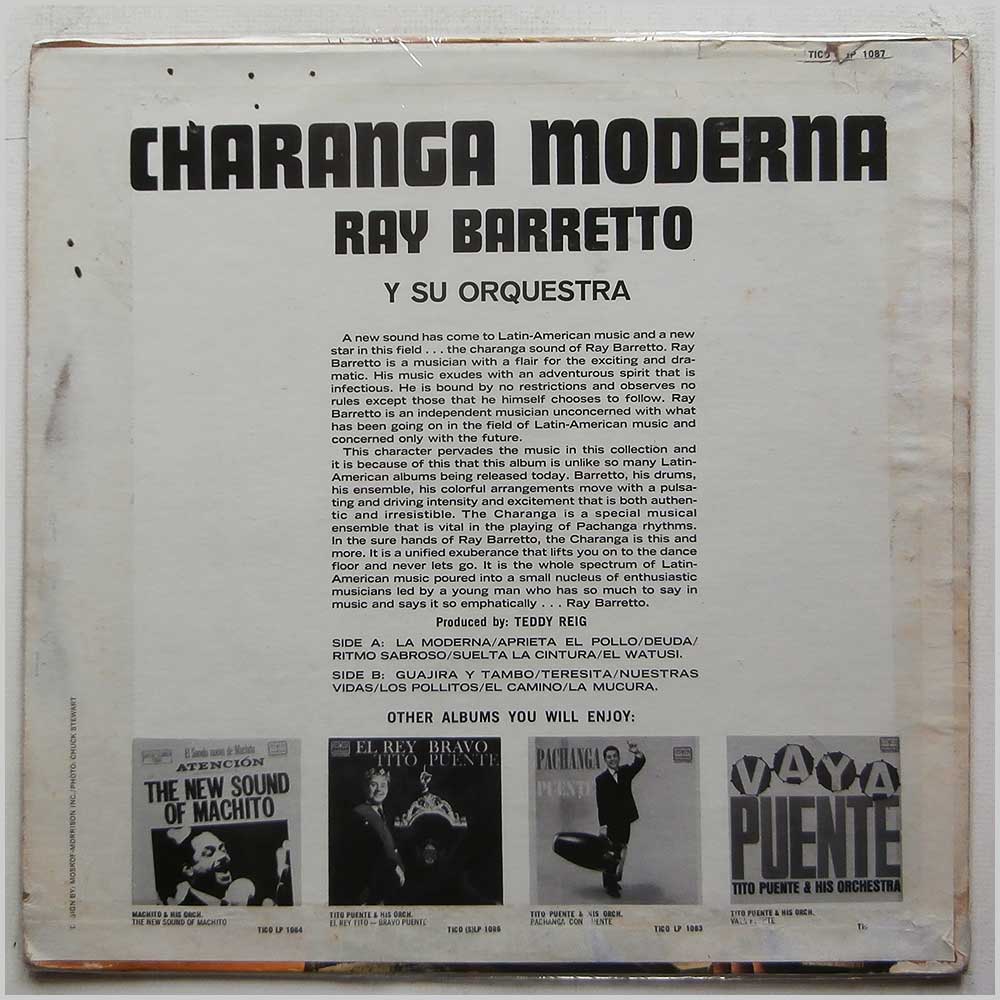 TICO LP 1087
CHARANGA MODERNA
RAY BARRETTO
Y SU ORQUESTRA
A new sound has come to Latin-American music and a new
star in this field . . . the charanga sound of Ray Barretto. Ray
Barretto is a musician with a flair for the exciting and dra-
matic. His music exudes with an adventurous spirit that is
infectious. He is bound by no restrictions and observes no
rules except those that he himself chooses to follow. Ray
Barretto is an independent musician unconcerned with what
has been going on in the field of Latin-American music and
concerned only with the future.
This character pervades the music in this collection and
it is because of this that this album is unlike so many Latin-
American albums being released today. Barretto, his drums,
his ensemble, his colorful arrangements move with a pulsa-
ting and driving intensity and excitement that is both authen-
tic and irresistible. The Charanga is a special musical
ensemble that is vital in the playing of Pachanga rhythms.
In the sure hands of Ray Barretto, the Charanga is this and
more. It is a unified exuberance that lifts you on to the dance
floor and never lets go. It is the whole spectrum of Latin-
American music poured into a small nucleus of enthusiastic
musicians led by a young man who has so much to say in
music and says it so emphatically . . . Ray Barretto.
Produced by: TEDDY REIG
SIDE A: LA MODERNA/APRIETA EL POLLO/DEUDA/
RITMO SABROSO/SUELTA LA CINTURA/EL WATUSI.
SIDE B: GUAJIRA Y TAMBO/TERESITA/NUESTRAS
VIDAS/LOS POLLITOS/EL CAMINO/LA MUCURA.
OTHER ALBUMS YOU WILL ENJOY:
El Sonido nuevo de Machito
ATENCIÓN
THE NEW SOUND
OF MACHITO
MACHITO & HIS ORCH.
THE NEW SOUND OF MACHITO
TICO LP 1084
EL REY BRAVO
TITO PUENTE
TITO PUENTE & HIS ORCH.
EL REY TITO — BRAVO PUENTE
TICO (S)LP 1086
PACHANGA
PUENTE
TITO PUENTE & HIS ORCH.
PACHANGA CON PUENTE
TICO LP 1083
VAYA
PUENTE
TITO PUENTE & HIS ORCHESTRA
TITO PUENTE & HIS ORCH.
SIGN BY: MOSKOF-MORRISON INC./PHOTO: CHUCK STEWART